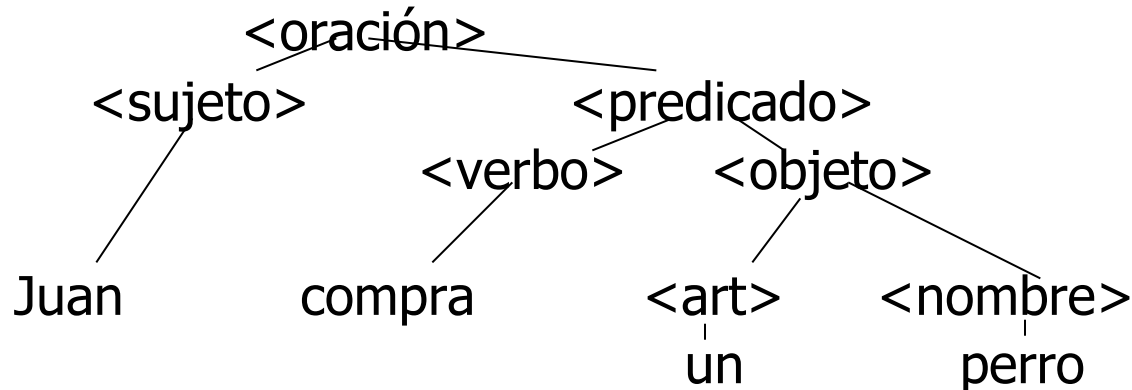 <oración>
<sujeto> <predicado>
<verbo> <objeto>
Juan compra <art> <nombre>
un perro